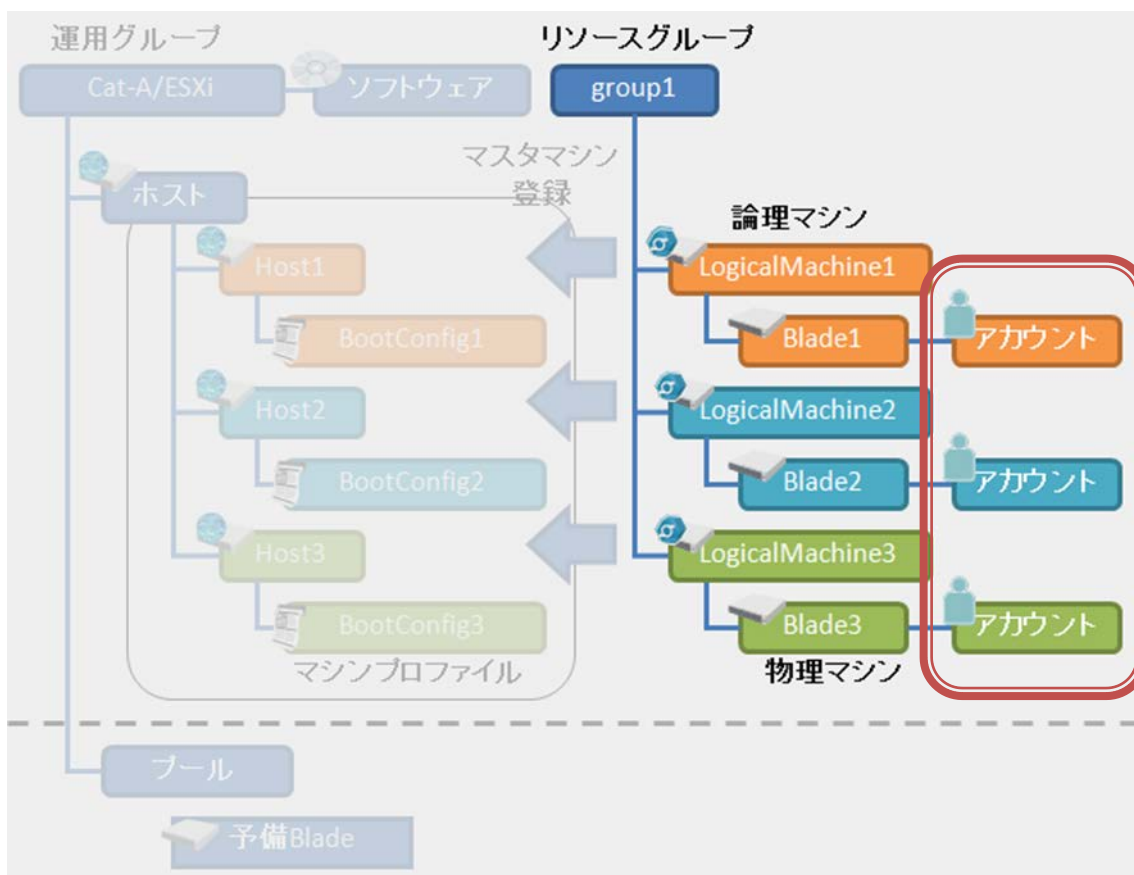 運用グループ
リソースグループ
Cat-A/ESXi
ソフトウェア
group1
マスタマシン
登録
ホスト
論理マシン
Host1
LogicalMachine1
BootConfig1
Blade1
アカウント
Host2
LogicalMachine2
BootConfig2
Blade2
アカウント
Host3
LogicalMachine3
BootConfig3
Blade3
アカウント
マシンプロファイル
物理マシン
プール
予備Blade